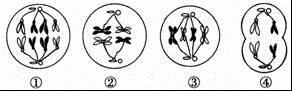 ① ② ③ ④